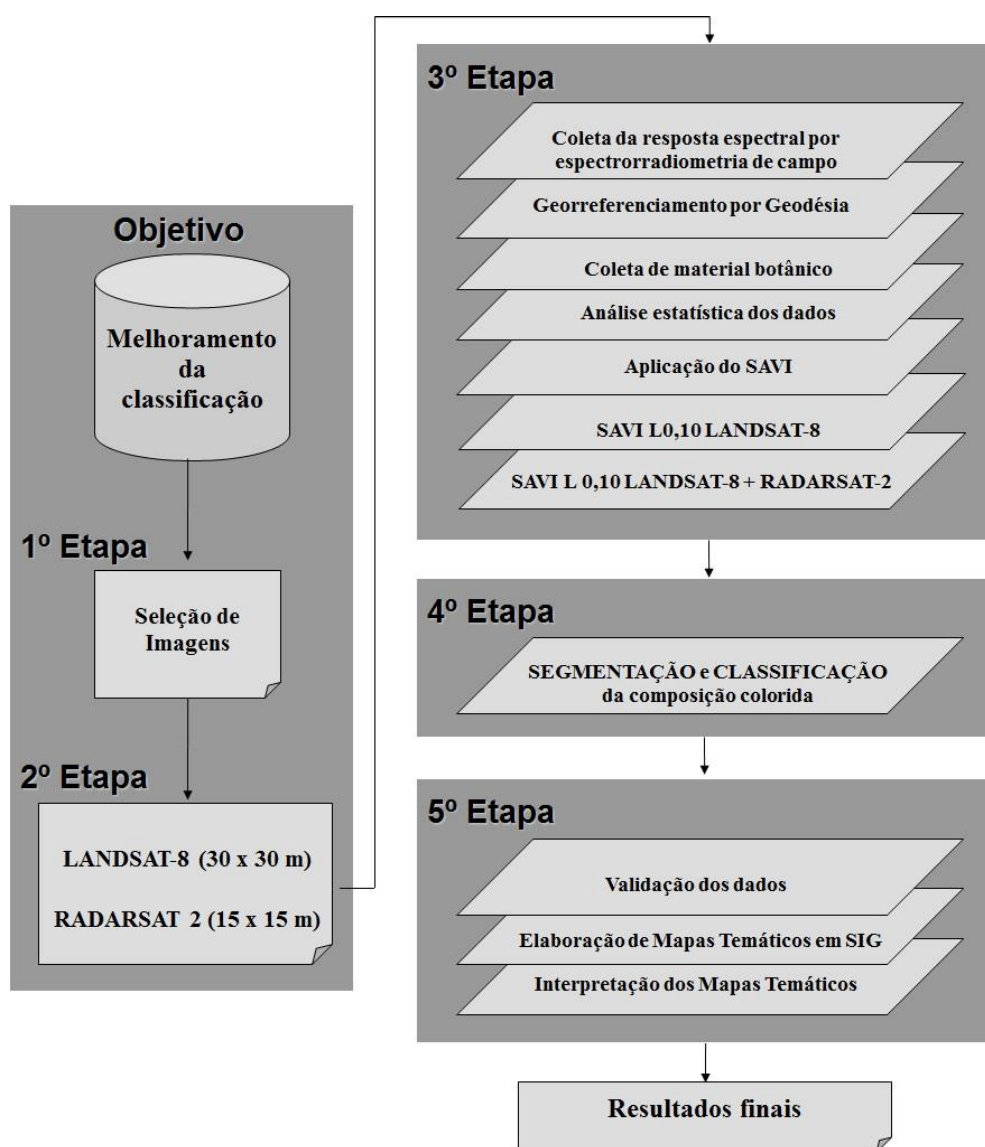 Objetivo
Melhoramento
da
classificação
1º Etapa
Seleção de
Imagens
2º Etapa
LANDSAT-8 (30 x 30 m)
RADARSAT 2 (15 x 15 m)
3º Etapa
Coleta da resposta espectral por
espectrorradiometria de campo
Georreferenciamento por Geodésia
Coleta de material botânico
Análise estatística dos dados
Aplicação do SAVI
SAVI L0,10 LANDSAT-8
SAVI L 0,10 LANDSAT-8 + RADARSAT-2
4º Etapa
SEGMENTAÇÃO e CLASSIFICAÇÃO
da composição colorida
5º Etapa
Validação dos dados
Elaboração de Mapas Temáticos em SIG
Interpretação dos Mapas Temáticos
Resultados finais